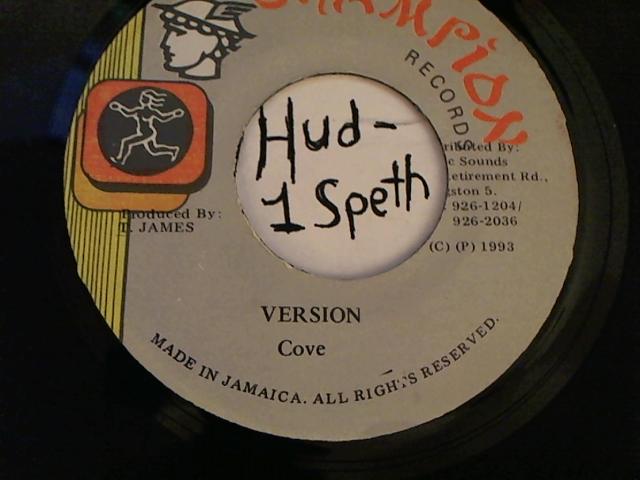 CHAMPION
RECORDS
Hud-
1 Speth
Produced By:
T. JAMES
By:
Sounds
Retirement Rd.,
5.
926-1204/
926-2036
(C) (P) 1993
VERSION
Cove
MADE IN JAMAICA. ALL RIGHTS RESERVED.